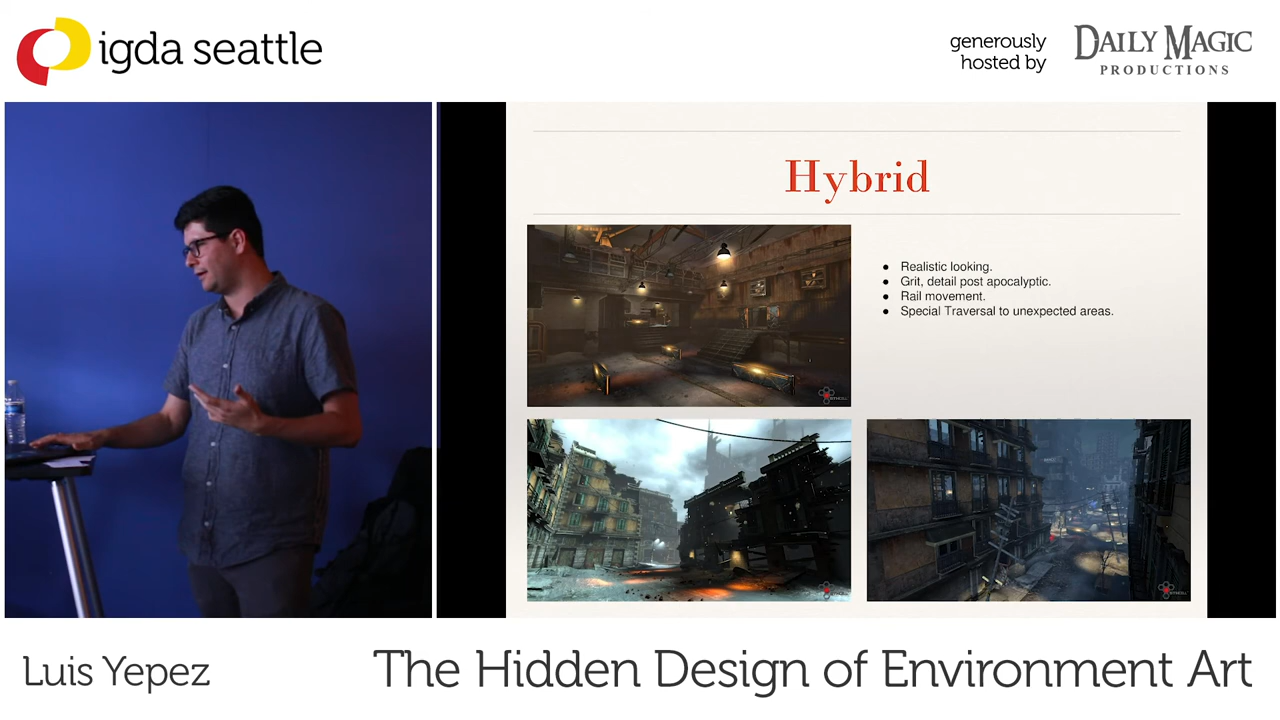 igda seattle
generously
hosted by
DAILY MAGIC
PRODUCTIONS
Hybrid
● Realistic looking.
● Grit, detail post apocalyptic.
● Rail movement.
● Special Traversal to unexpected areas.
Luis Yepez
The Hidden Design of Environment Art